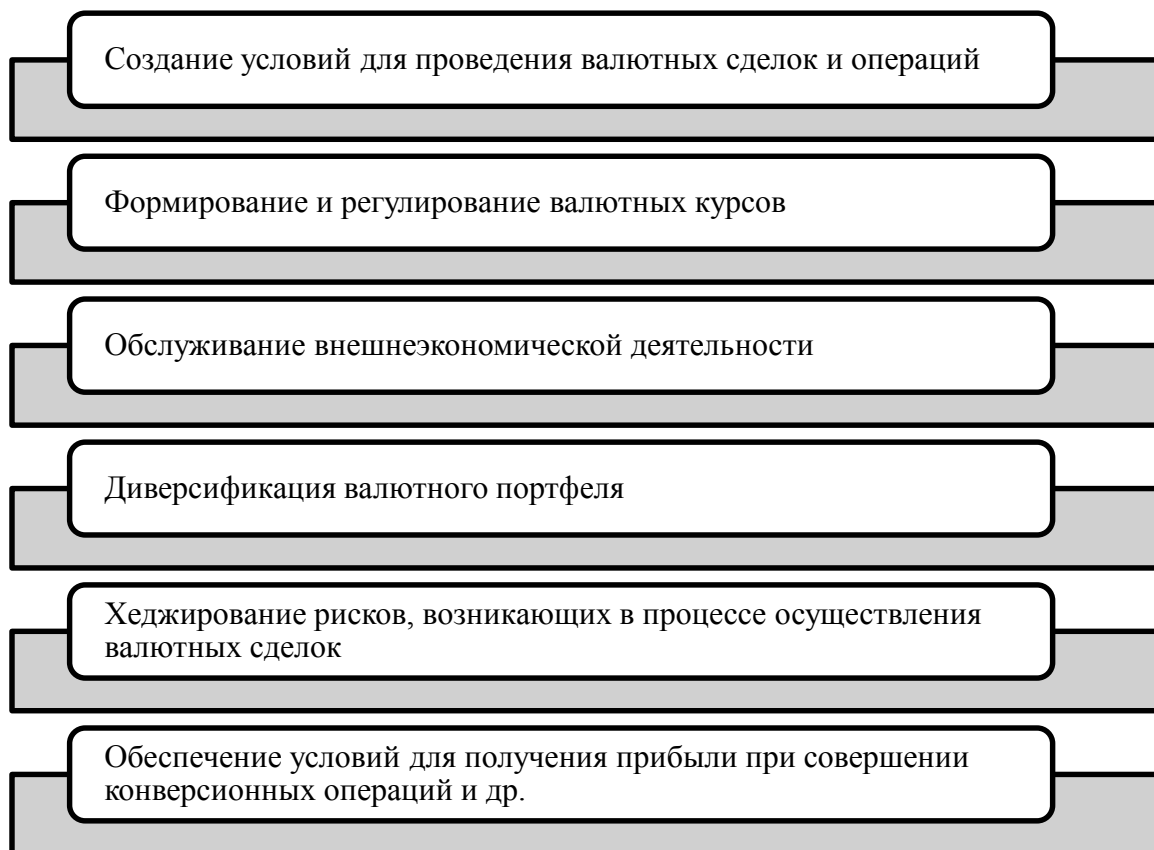 Создание условий для проведения валютных сделок и операций
Формирование и регулирование валютных курсов
Обслуживание внешнеэкономической деятельности
Диверсификация валютного портфеля
Хеджирование рисков, возникающих в процессе осуществления
валютных сделок
Обеспечение условий для получения прибыли при совершении
конверсионных операций и др.